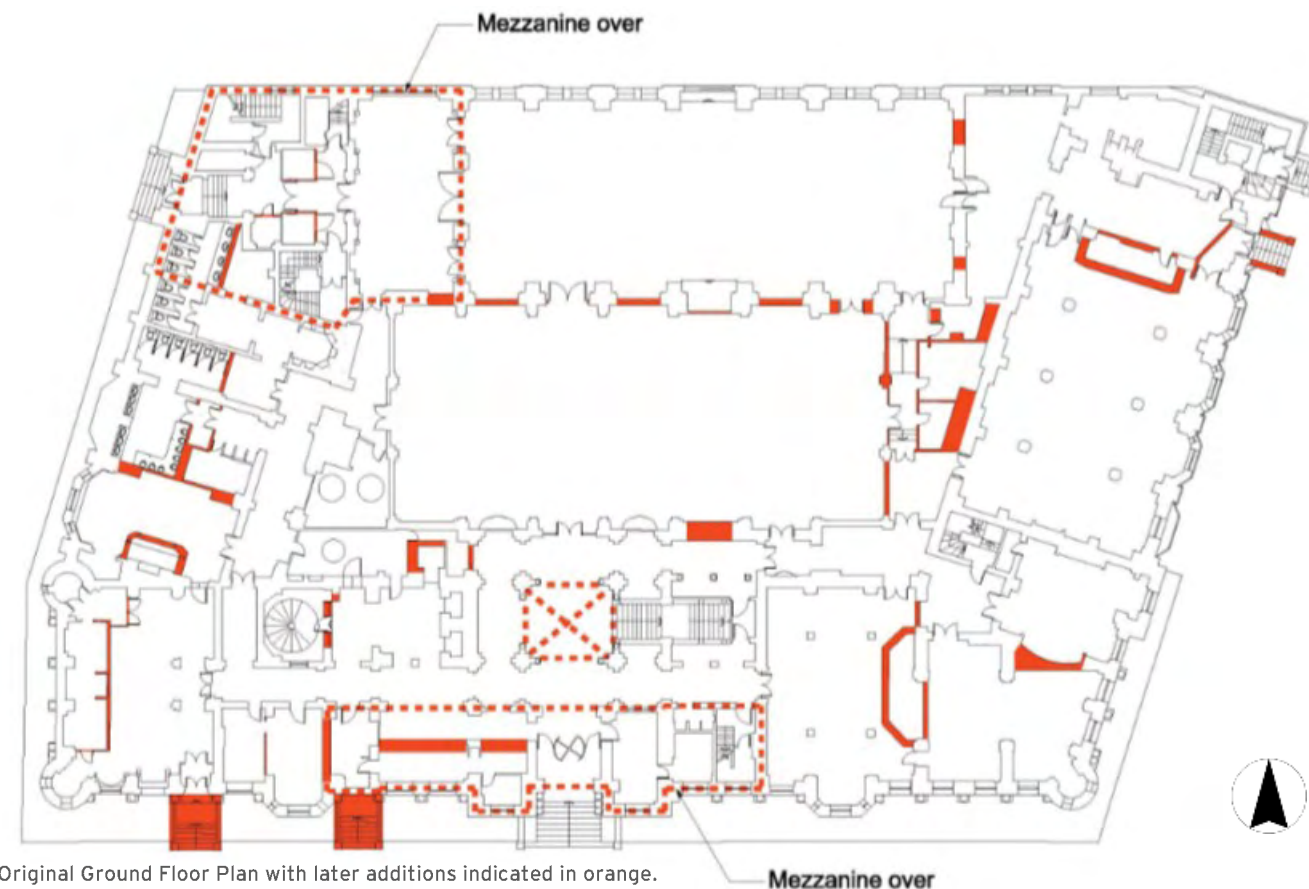 Mezzanine over
Original Ground Floor Plan with later additions indicated in orange.
Mezzanine over